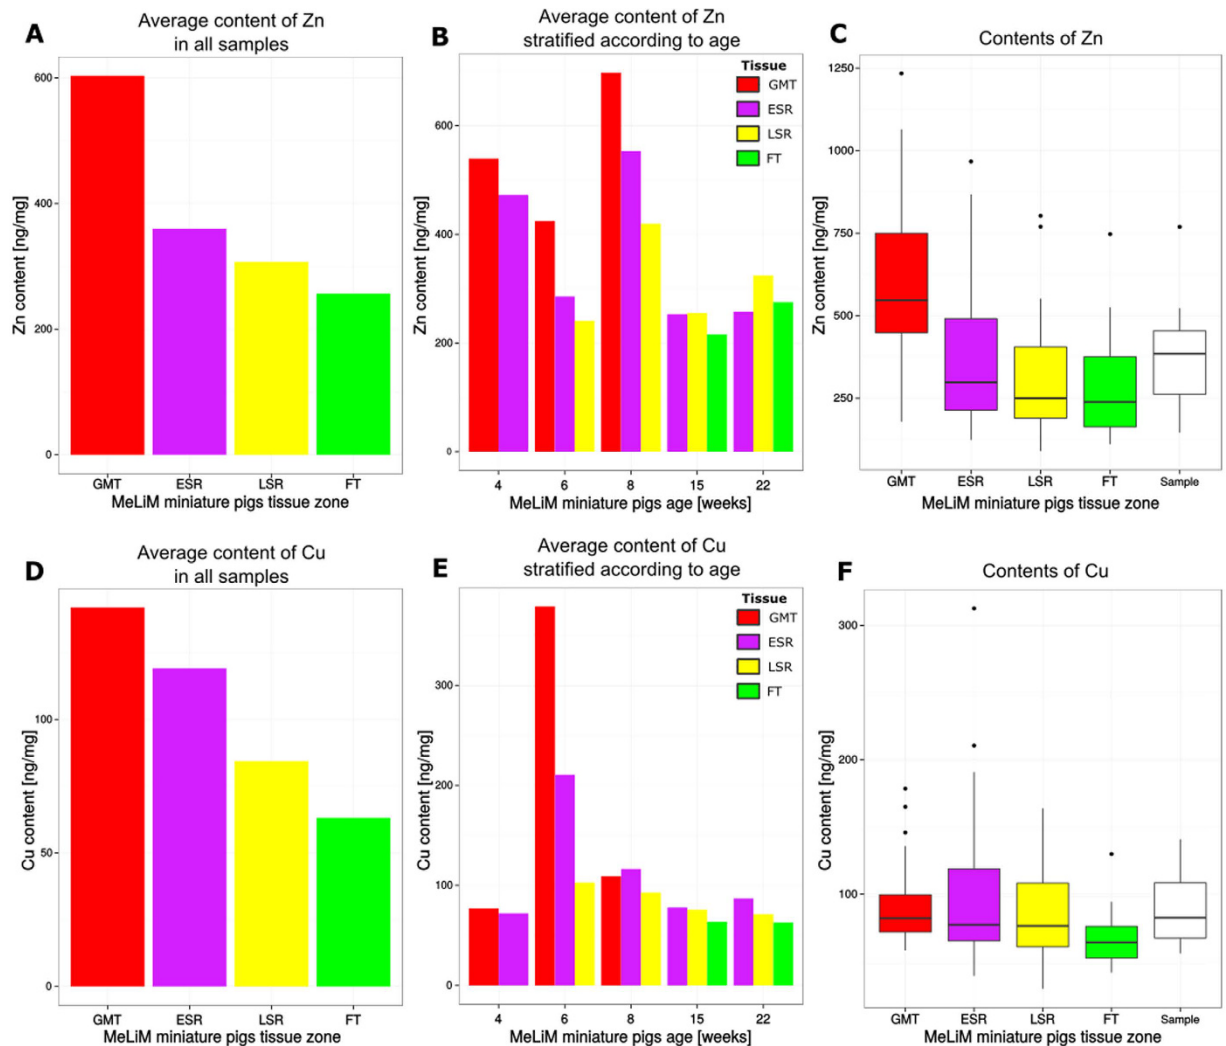 A
Average content of Zn
in all samples
Zn content [ng/mg]
600
400
200
0
GMT ESR LSR FT
MeLiM miniature pigs tissue zone
B
Average content of Zn
stratified according to age
Zn content [ng/mg]
600
400
200
0
Tissue
GMT
ESR
LSR
FT
4 6 8 15 22
MeLiM miniature pigs age [weeks]
C
Contents of Zn
Zn content [ng/mg]
1250
1000
750
500
250
GMT ESR LSR FT Sample
MeLiM miniature pigs tissue zone
D
Average content of Cu
in all samples
Cu content [ng/mg]
100
50
0
GMT ESR LSR FT
MeLiM miniature pigs tissue zone
E
Average content of Cu
stratified according to age
Cu content [ng/mg]
300
200
100
0
Tissue
GMT
ESR
LSR
FT
4 6 8 15 22
MeLiM miniature pigs age [weeks]
F
Contents of Cu
Cu content [ng/mg]
300
200
100
GMT ESR LSR FT Sample
MeLiM miniature pigs tissue zone